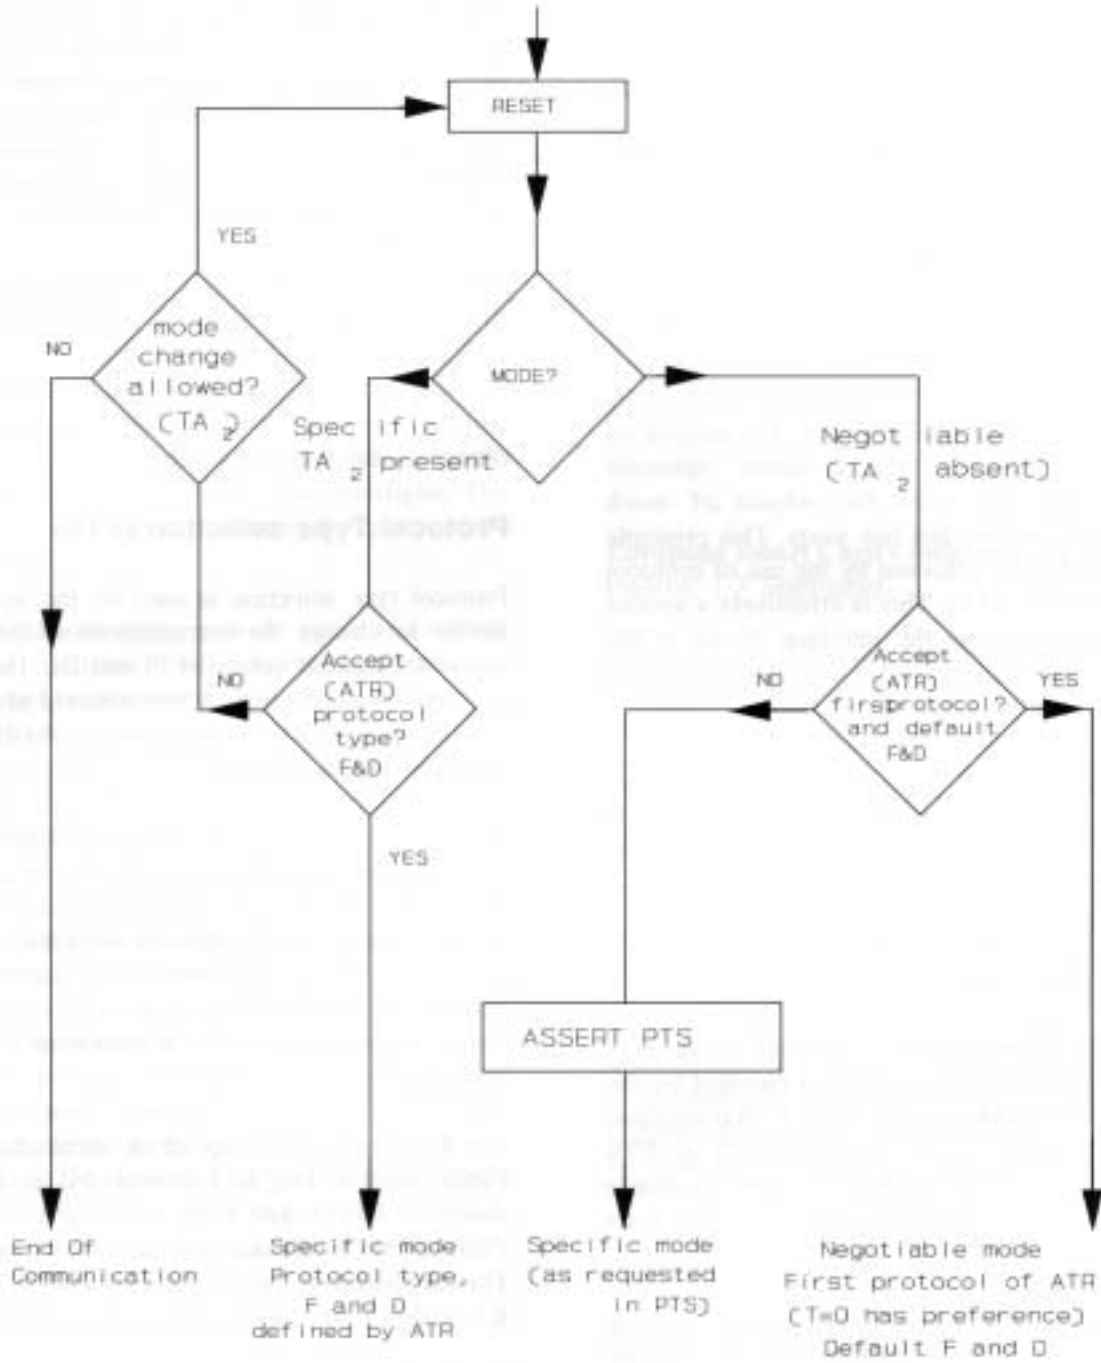 RESET
YES
mode
change
allowed?
(TA 2)
NO
MODE?
Specific
TA 2 present
Negotiable
(TA 2 absent)
Protocol Type selection
Accept
(ATR)
protocol
type?
F&D
NO
YES
Accept
(ATR)
firstprotocol?
and default
F&D
NO
YES
ASSERT PTS
End Of
Communication
Specific mode
Protocol type,
F and D
defined by ATR
Specific mode
(as requested
in PTS)
Negotiable mode
First protocol of ATR
(T=0 has preference)
Default F and D